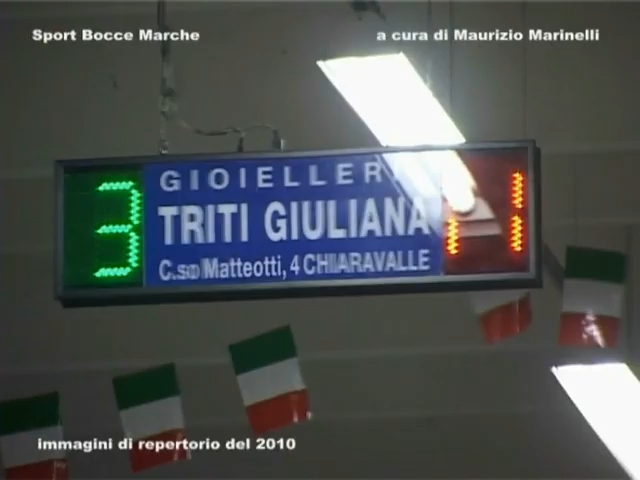 Sport Bocce Marche
a cura di Maurizio Marinelli
3
GIOIELLER
TRITI GIULIANA
C.so Matteotti, 4 CHIARAVALLE
immagini di repertorio del 2010